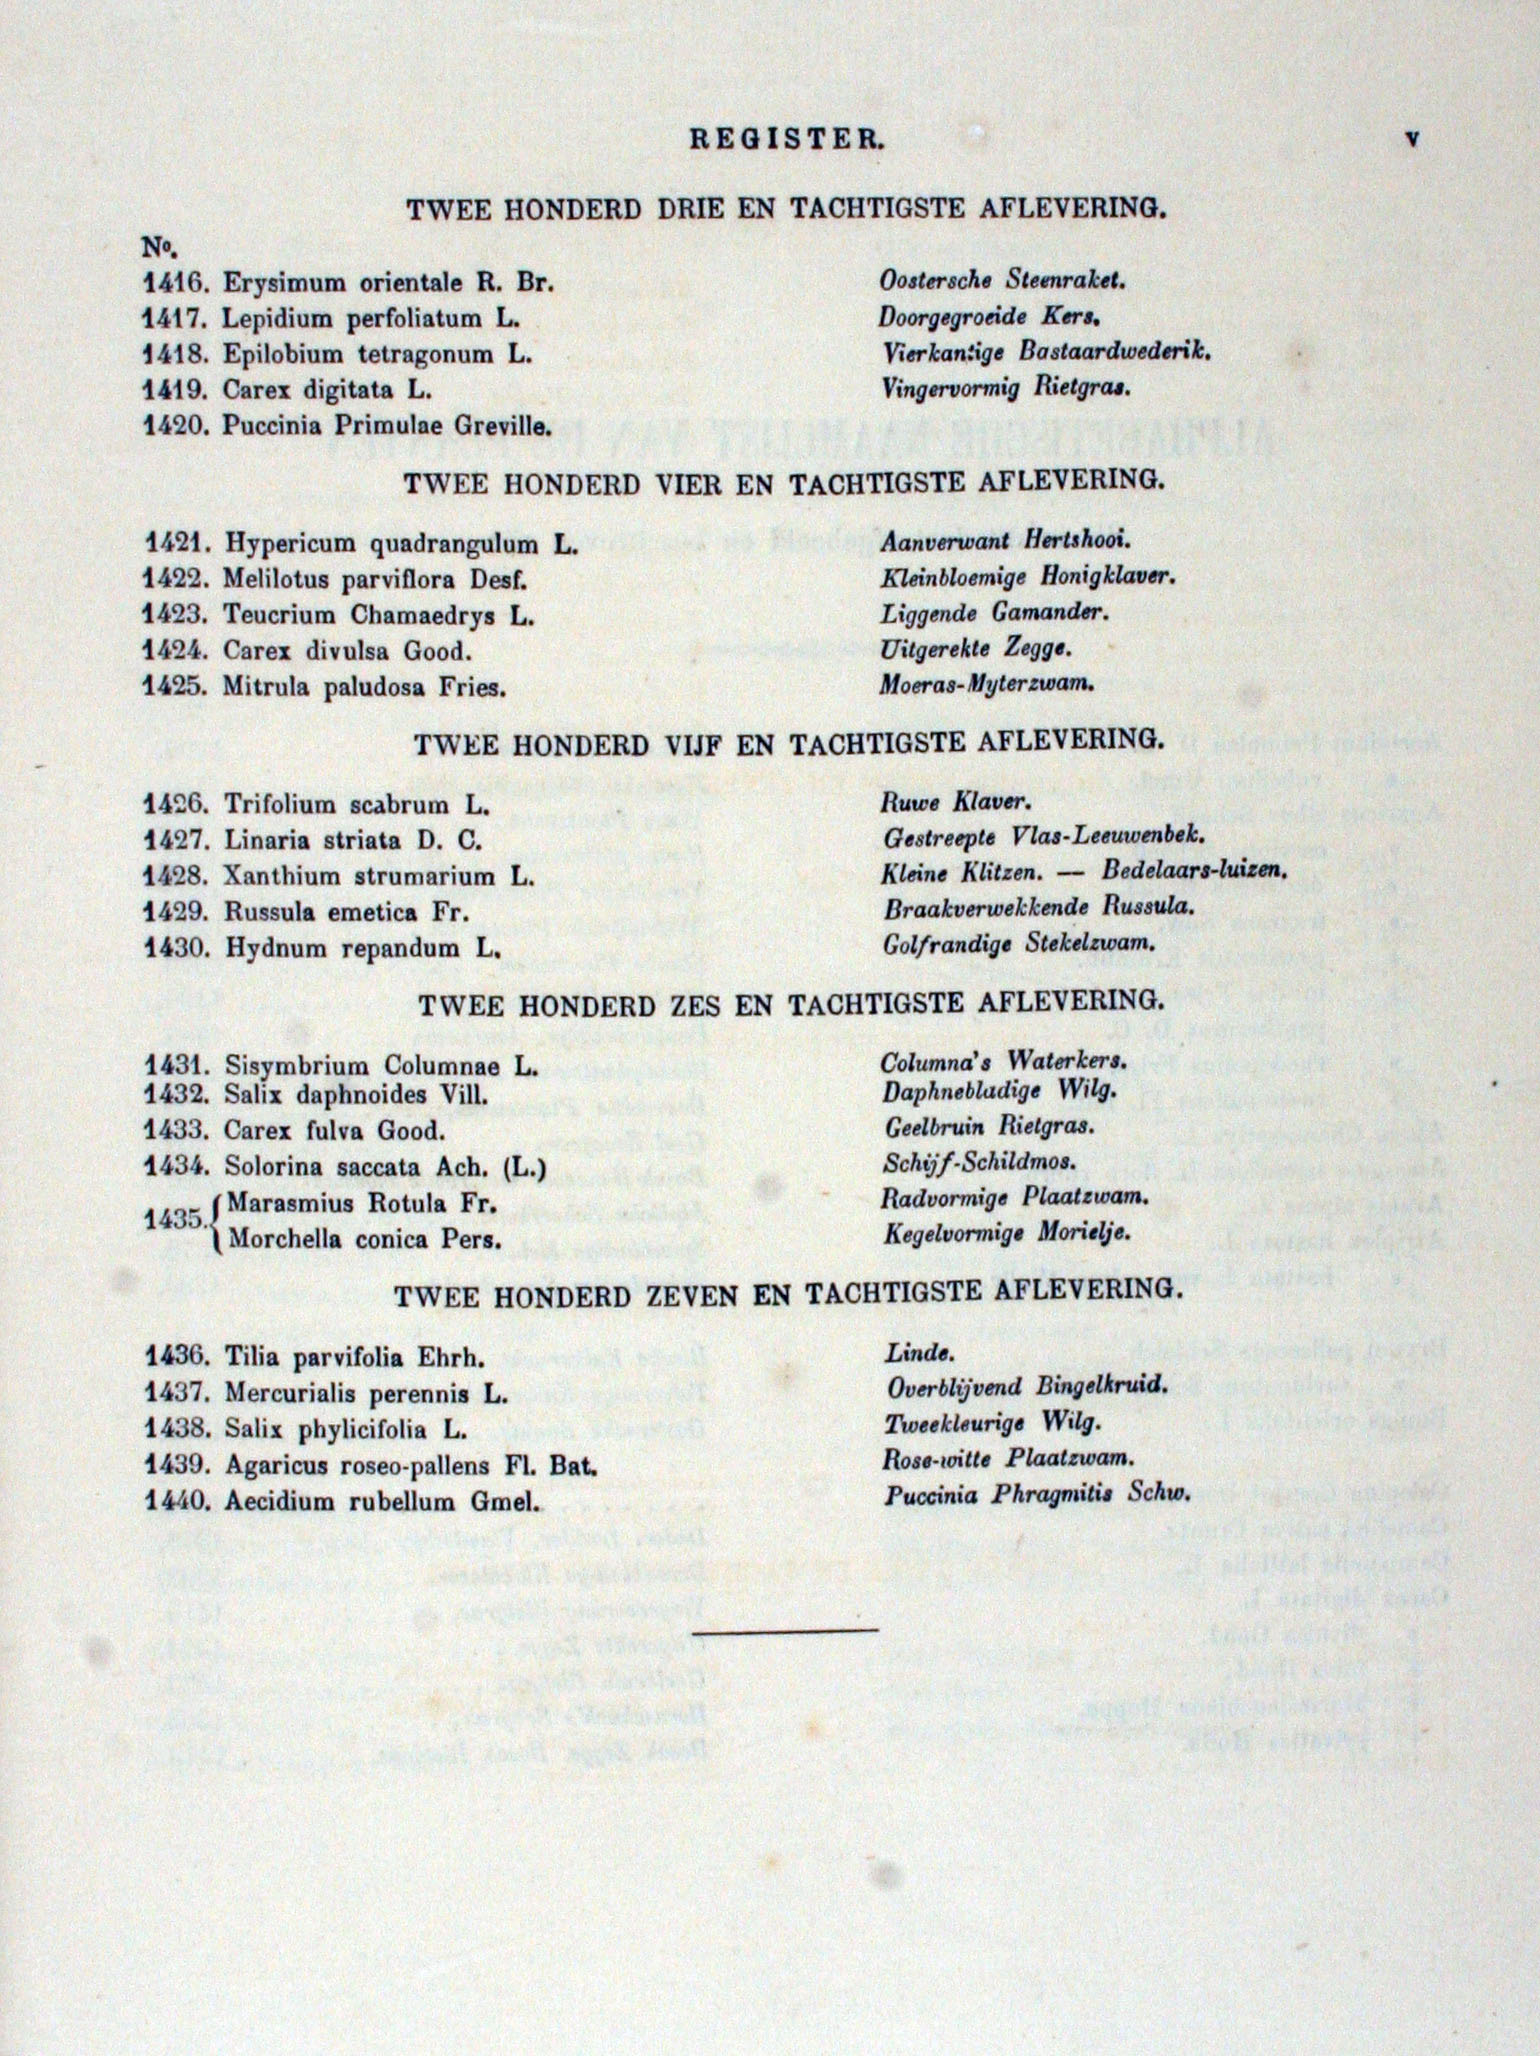 REGISTER. V
TWEE HONDERD DRIE EN TACHTIGSTE AFLEVERING.
No.
1416. Erysimum orientale R. Br. Oostersche Steenraket.
1417. Lepidium perfoliatum L. Doorgegroeide Kers.
1418. Epilobium tetragonum L. Vierkantige Bastaardwederik.
1419. Carex digitata L. Vingervormig Rietgras.
1420. Puccinia Primulae Greville.
TWEE HONDERD VIER EN TACHTIGSTE AFLEVERING.
1421. Hypericum quadrangulum L. Aanverwant Hertshooi.
1422. Melilotus parviflora Desf. Kleinbloemige Honigklaver.
1423. Teucrium Chamaedrys L. Liggende Gamander.
1424. Carex divulsa Good. Uitgerekte Zegge.
1425. Mitrula paludosa Fries. Moeras-Myterzwam.
TWEE HONDERD VIJF EN TACHTIGSTE AFLEVERING.
1426. Trifolium scabrum L. Ruwe Klaver.
1427. Linaria striata D. C. Gestreepte Vlas-Leeuwenbek.
1428. Xanthium strumarium L. Kleine Klitzen. — Bedelaars-luizen.
1429. Russula emetica Fr. Braakverwekkende Russula.
1430. Hydnum repandum L. Golfrandige Stekelzwam.
TWEE HONDERD ZES EN TACHTIGSTE AFLEVERING.
1431. Sisymbrium Columnae L. Columna's Waterkers.
1432. Salix daphnoides Vill. Daphnebladige Wilg.
1433. Carex fulva Good. Geelbruin Rietgras.
1434. Solorina saccata Ach. (L.) Schijf-Schildmos.
1435. { Marasmius Rotula Fr. Radvormige Plaatzwam.
Morchella conica Pers. Kegelvormige Morielje.
TWEE HONDERD ZEVEN EN TACHTIGSTE AFLEVERING.
1436. Tilia parvifolia Ehrh. Linde.
1437. Mercurialis perennis L. Overblijvend Bingelkruid.
1438. Salix phylicifolia L. Tweekleurige Wilg.
1439. Agaricus roseo-pallens Fl. Bat. Rose-witte Plaatzwam.
1440. Aecidium rubellum Gmel. Puccinia Phragmitis Schw.